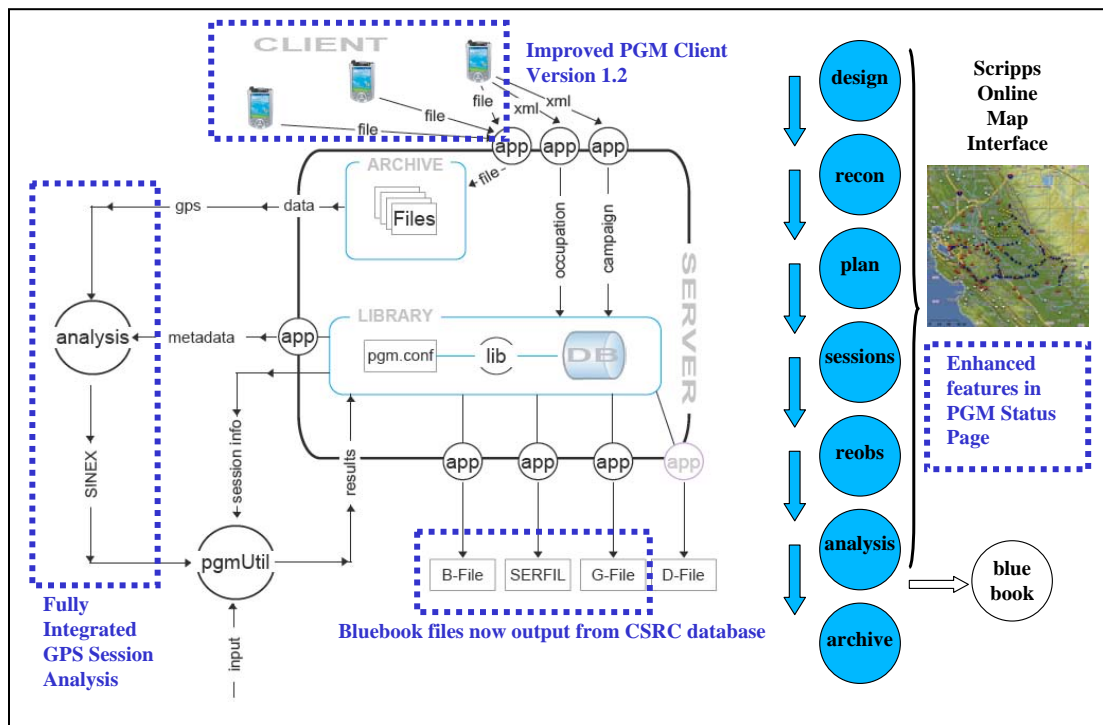 CLIENT
Improved PGM Client
Version 1.2
file
file
file
xml
xml
app
app
app
ARCHIVE
file
Files
gps
data
occupation
campaign
SERVER
analysis
metadata
app
LIBRARY
pgm.conf
lib
DB
SINEX
session info
results
app
app
app
app
pgmUtil
B-File
SERFIL
G-File
D-File
Bluebook files now output from CSRC database
Fully
Integrated
GPS Session
Analysis
input
design
recon
plan
sessions
reobs
analysis
archive
Scripps
Online
Map
Interface
Enhanced
features in
PGM Status
Page
blue
book